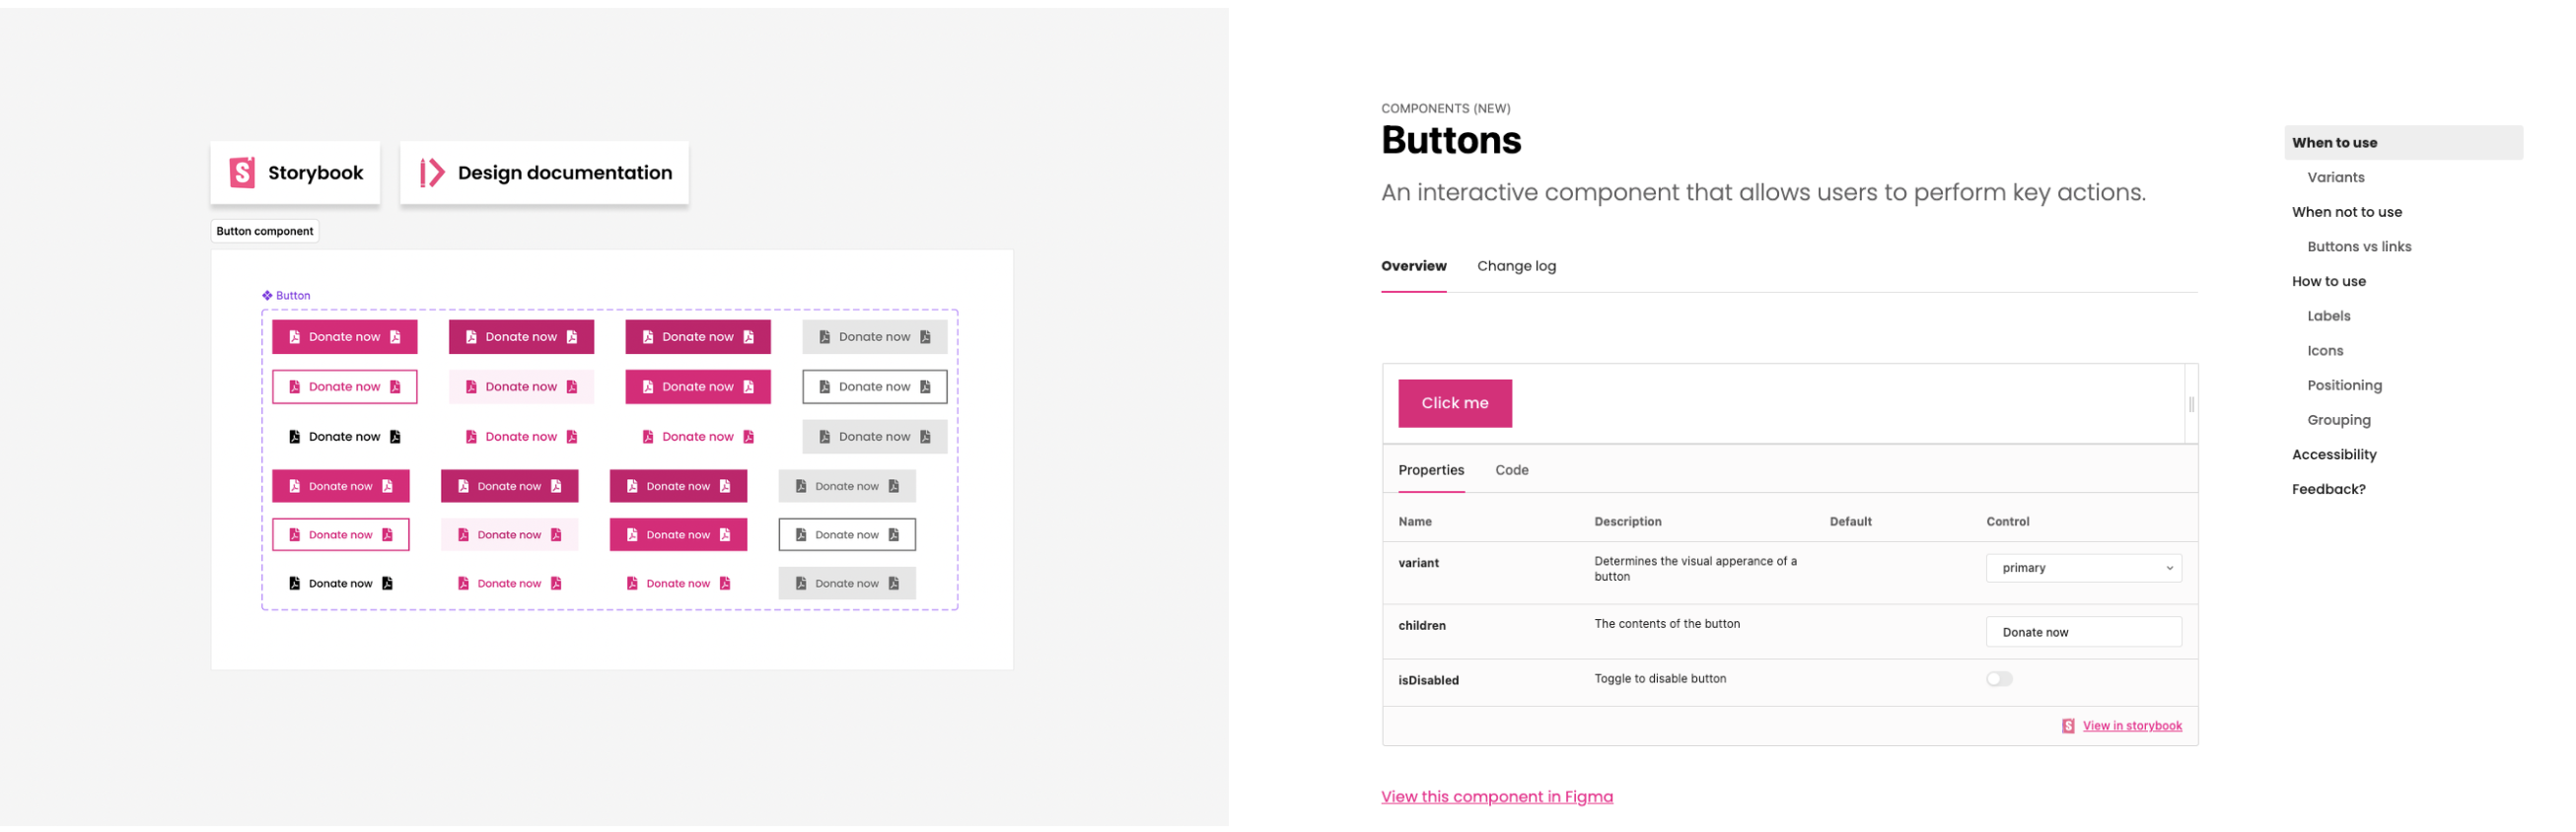 Storybook
Design documentation
Button component
Button
Donate now Donate now Donate now Donate now
Donate now Donate now Donate now Donate now
Donate now Donate now Donate now Donate now
Donate now Donate now Donate now Donate now
Donate now Donate now Donate now Donate now
Donate now Donate now Donate now Donate now
COMPONENTS (NEW)
Buttons
An interactive component that allows users to perform key actions.
Overview Change log
Click me
Properties Code
Name Description Default Control
variant Determines the visual apperance of a primary
button
children The contents of the button Donate now
isDisabled Toggle to disable button
View in storybook
View this component in Figma
When to use
Variants
When not to use
Buttons vs links
How to use
Labels
Icons
Positioning
Grouping
Accessibility
Feedback?